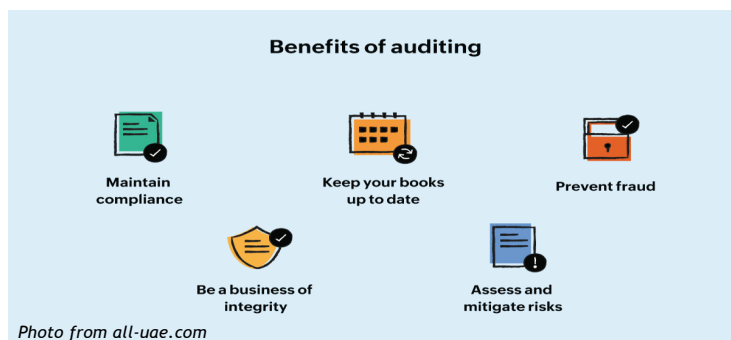 Benefits of auditing
Maintain
compliance
Keep your books
up to date
Prevent fraud
Be a business of
integrity
Assess and
mitigate risks
Photo from all-uae.com